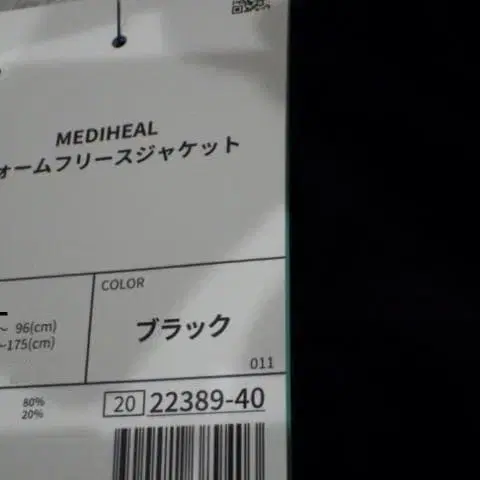 MEDIHEAL
ォームフリースジャケット
COLOR
～ 96(cm)
～175(cm)
ブラック
011
80%
20%
20 22389-40